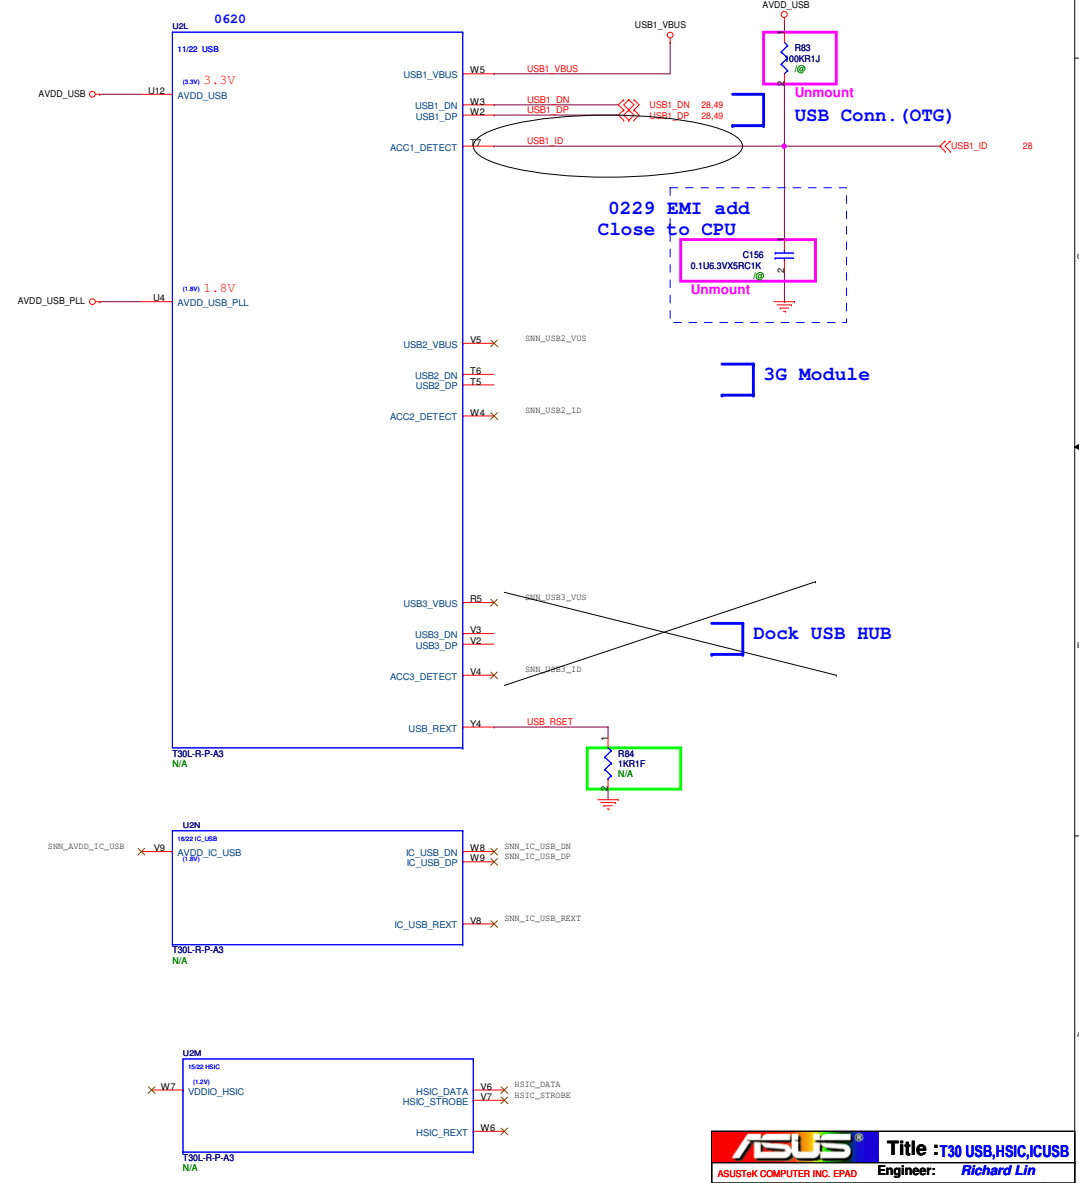 0620
U2L
11/22 USB
AVDD_USB
U12
(3.3V) 3.3V
AVDD_USB
USB1_VBUS
W5
USB1_VBUS
USB1_VBUS
USB1_DN
W3
USB1_DN
USB1_DN 28,49
USB1_DP
W2
USB1_DP
USB1_DP 28,49
ACC1_DETECT
T7
USB1_ID
USB1_ID 28
AVDD_USB
1
R83
100KR1J
/@
2
Unmount
USB Conn.(OTG)
0229 EMI add
Close to CPU
1
C156
0.1U6.3VX5RC1K
/@
2
Unmount
AVDD_USB_PLL
U4
(1.8V) 1.8V
AVDD_USB_PLL
USB2_VBUS
V5
SNN_USB2_VUS
USB2_DN
T6
USB2_DP
T5
3G Module
ACC2_DETECT
W4
SNN_USB2_ID
USB3_VBUS
R5
SNN_USB3_VUS
USB3_DN
V3
USB3_DP
V2
Dock USB HUB
ACC3_DETECT
V4
SNN_USB3_ID
USB_REXT
Y4
USB_RSET
1
R84
1KR1F
N/A
2
T30L-R-P-A3
N/A
U2N
16/22 IC_USB
SNN_AVDD_IC_USB
V9
AVDD_IC_USB
(1.8V)
IC_USB_DN
W8
SNN_IC_USB_DN
IC_USB_DP
W9
SNN_IC_USB_DP
IC_USB_REXT
V8
SNN_IC_USB_REXT
T30L-R-P-A3
N/A
U2M
15/22 HSIC
(1.2V)
W7
VDDIO_HSIC
HSIC_DATA
V6
HSIC_DATA
HSIC_STROBE
V7
HSIC_STROBE
HSIC_REXT
W6
T30L-R-P-A3
N/A
ASUS®
Title : T30 USB,HSIC,ICUSB
ASUSTeK COMPUTER INC. EPAD
Engineer: Richard Lin